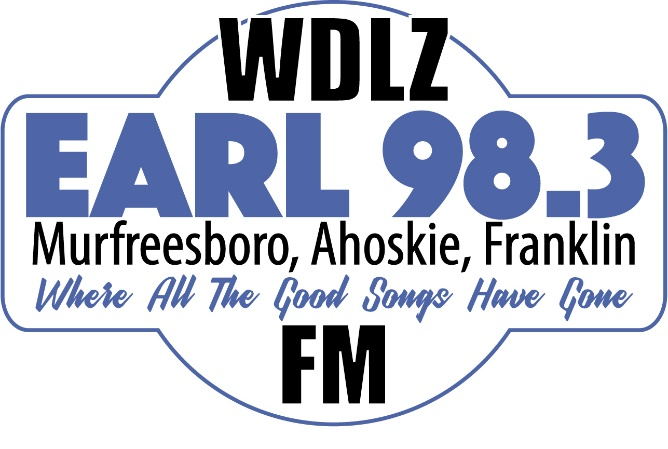 WDLZ
EARL 98.3
Murfreesboro, Ahoskie, Franklin
Where All The Good Songs Have Gone
FM